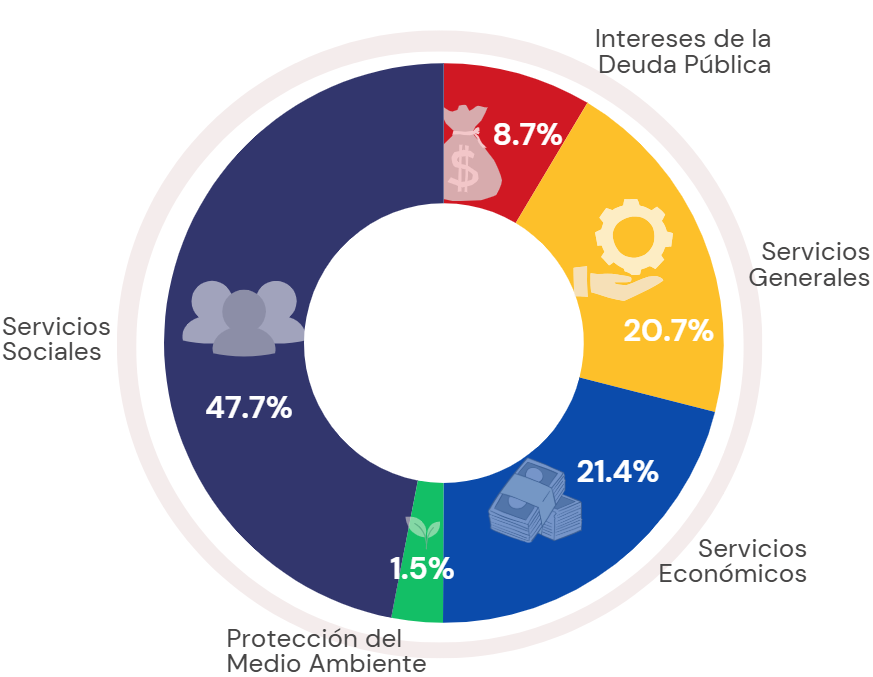 Intereses de la
Deuda Pública
8.7%
Servicios
Generales
20.7%
21.4%
Servicios
Económicos
1.5%
Protección del
Medio Ambiente
Servicios
Sociales
47.7%
$